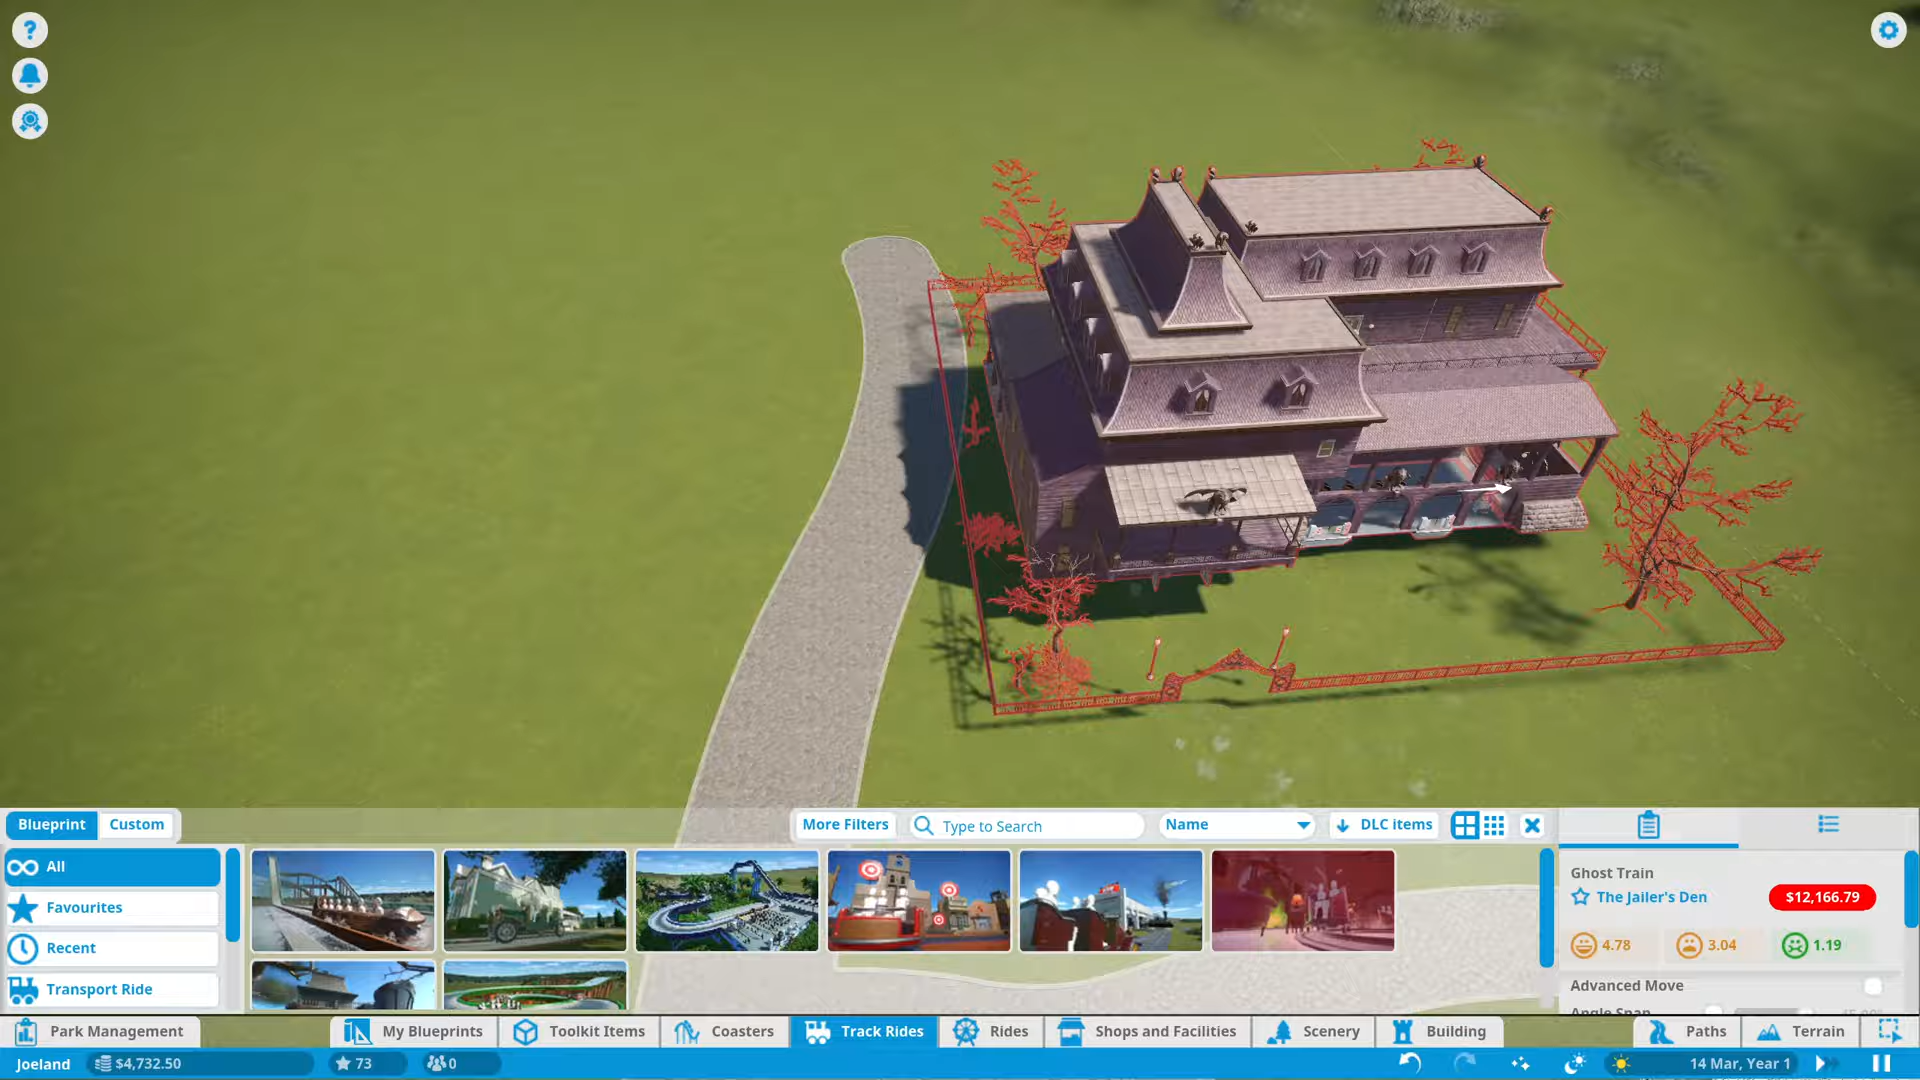 Blueprint
Custom
More Filters
Type to Search
Name
DLC items
All
Favourites
Recent
Transport Ride
Ghost Train
The Jailer's Den
$12,166.79
4.78
3.04
1.19
Advanced Move
Angle Snap
Park Management
My Blueprints
Toolkit Items
Coasters
Track Rides
Rides
Shops and Facilities
Scenery
Building
Paths
Terrain
Joeland
$4,732.50
73
0
14 Mar, Year 1